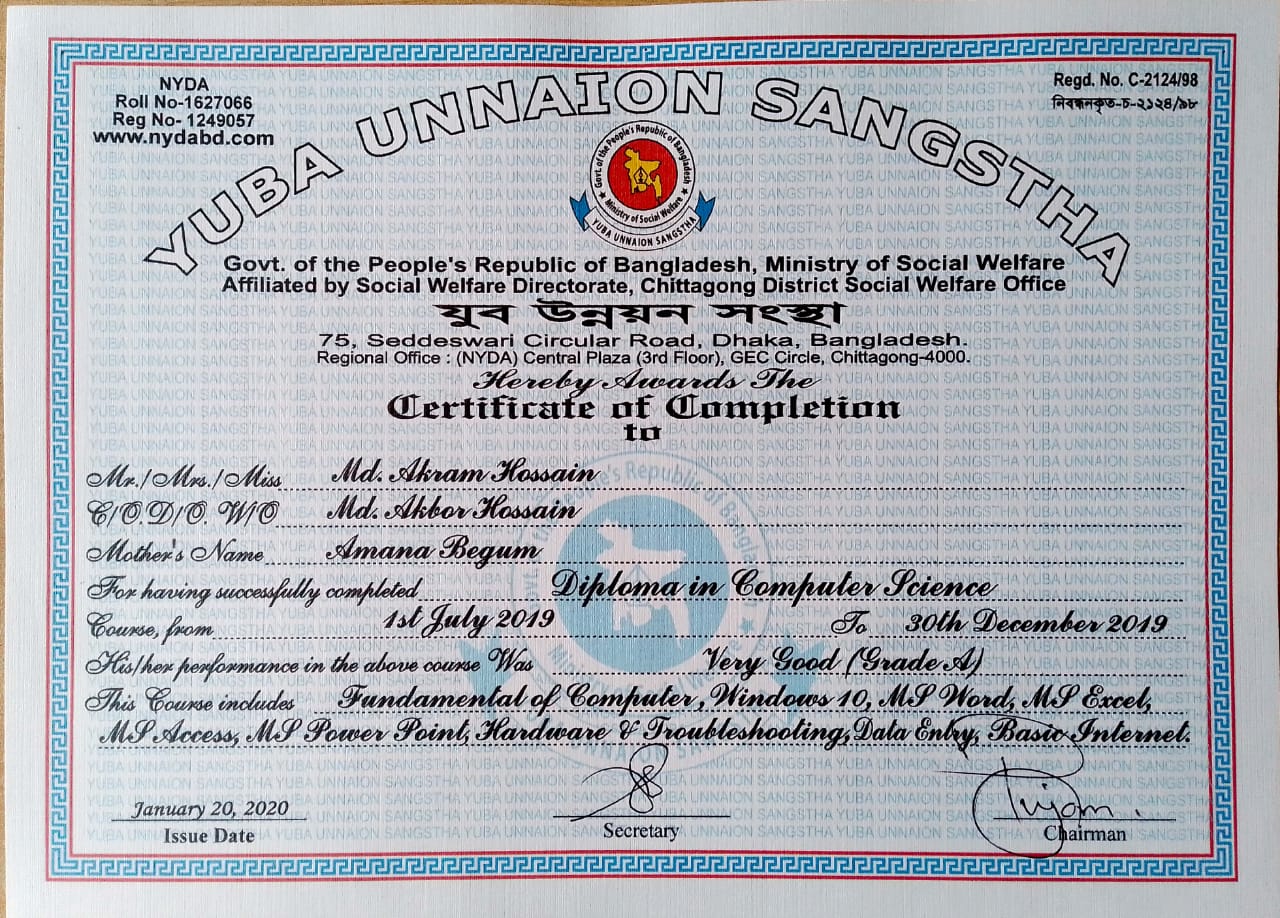 NYDA
Roll No-1627066
Reg No- 1249057
www.nydabd.com
Regd. No. C-2124/98
নিবন্ধনকৃত-চ-২১২৪/৯৮
YUBA UNNAION SANGSTHA
Govt. of the People's Republic of Bangladesh
Ministry of Social Welfare
YUBA UNNAION SANGSTHA
Govt. of the People's Republic of Bangladesh, Ministry of Social Welfare
Affiliated by Social Welfare Directorate, Chittagong District Social Welfare Office
যুব উন্নয়ন সংস্থা
75, Seddeswari Circular Road, Dhaka, Bangladesh.
Regional Office : (NYDA) Central Plaza (3rd Floor), GEC Circle, Chittagong-4000.
Hereby Awards The
Certificate of Completion
to
Mr./Mrs./Miss Md. Akram Hossain
C/O.D/O. W/O Md. Akbor Hossain
Mother's Name Amana Begum
For having successfully completed Diploma in Computer Science
Course, from 1st July 2019 To 30th December 2019
His/her performance in the above course Was Very Good (Grade A)
This Course includes Fundamental of Computer, Windows 10, MS Word, MS Excel,
MS Access, MS Power Point, Hardware & Troubleshooting, Data Entry, Basic Internet.
January 20, 2020
Issue Date
Secretary
Chairman